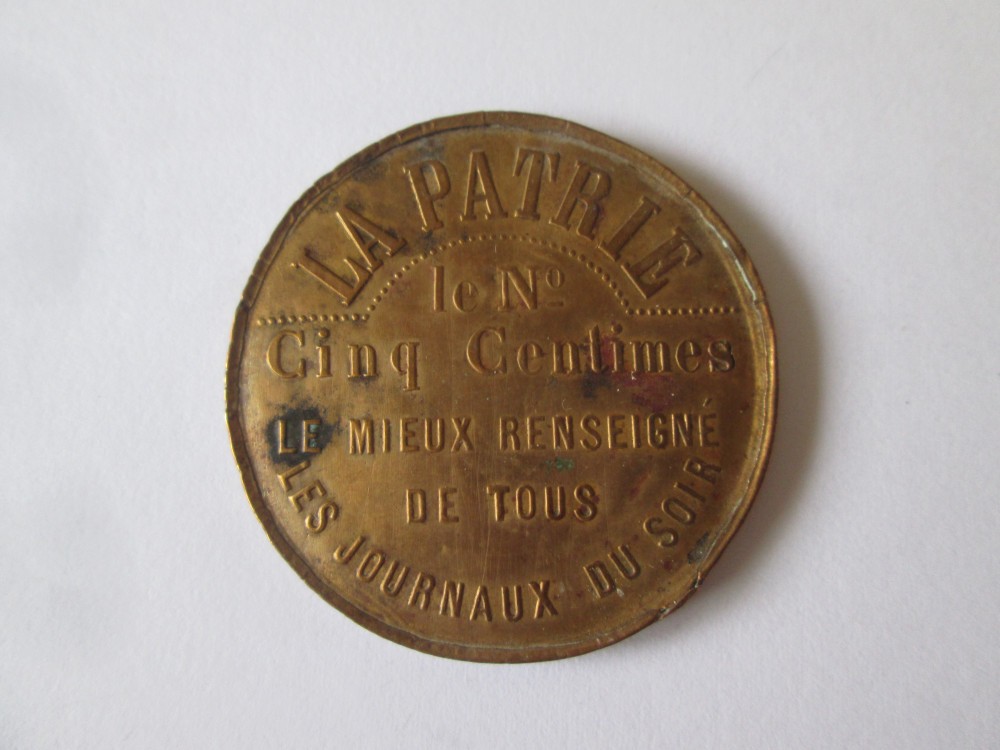 LA PATRIE
le Nº
Cinq Centimes
LE MIEUX RENSEIGNÉ
DE TOUS
LES JOURNAUX DU SOIR